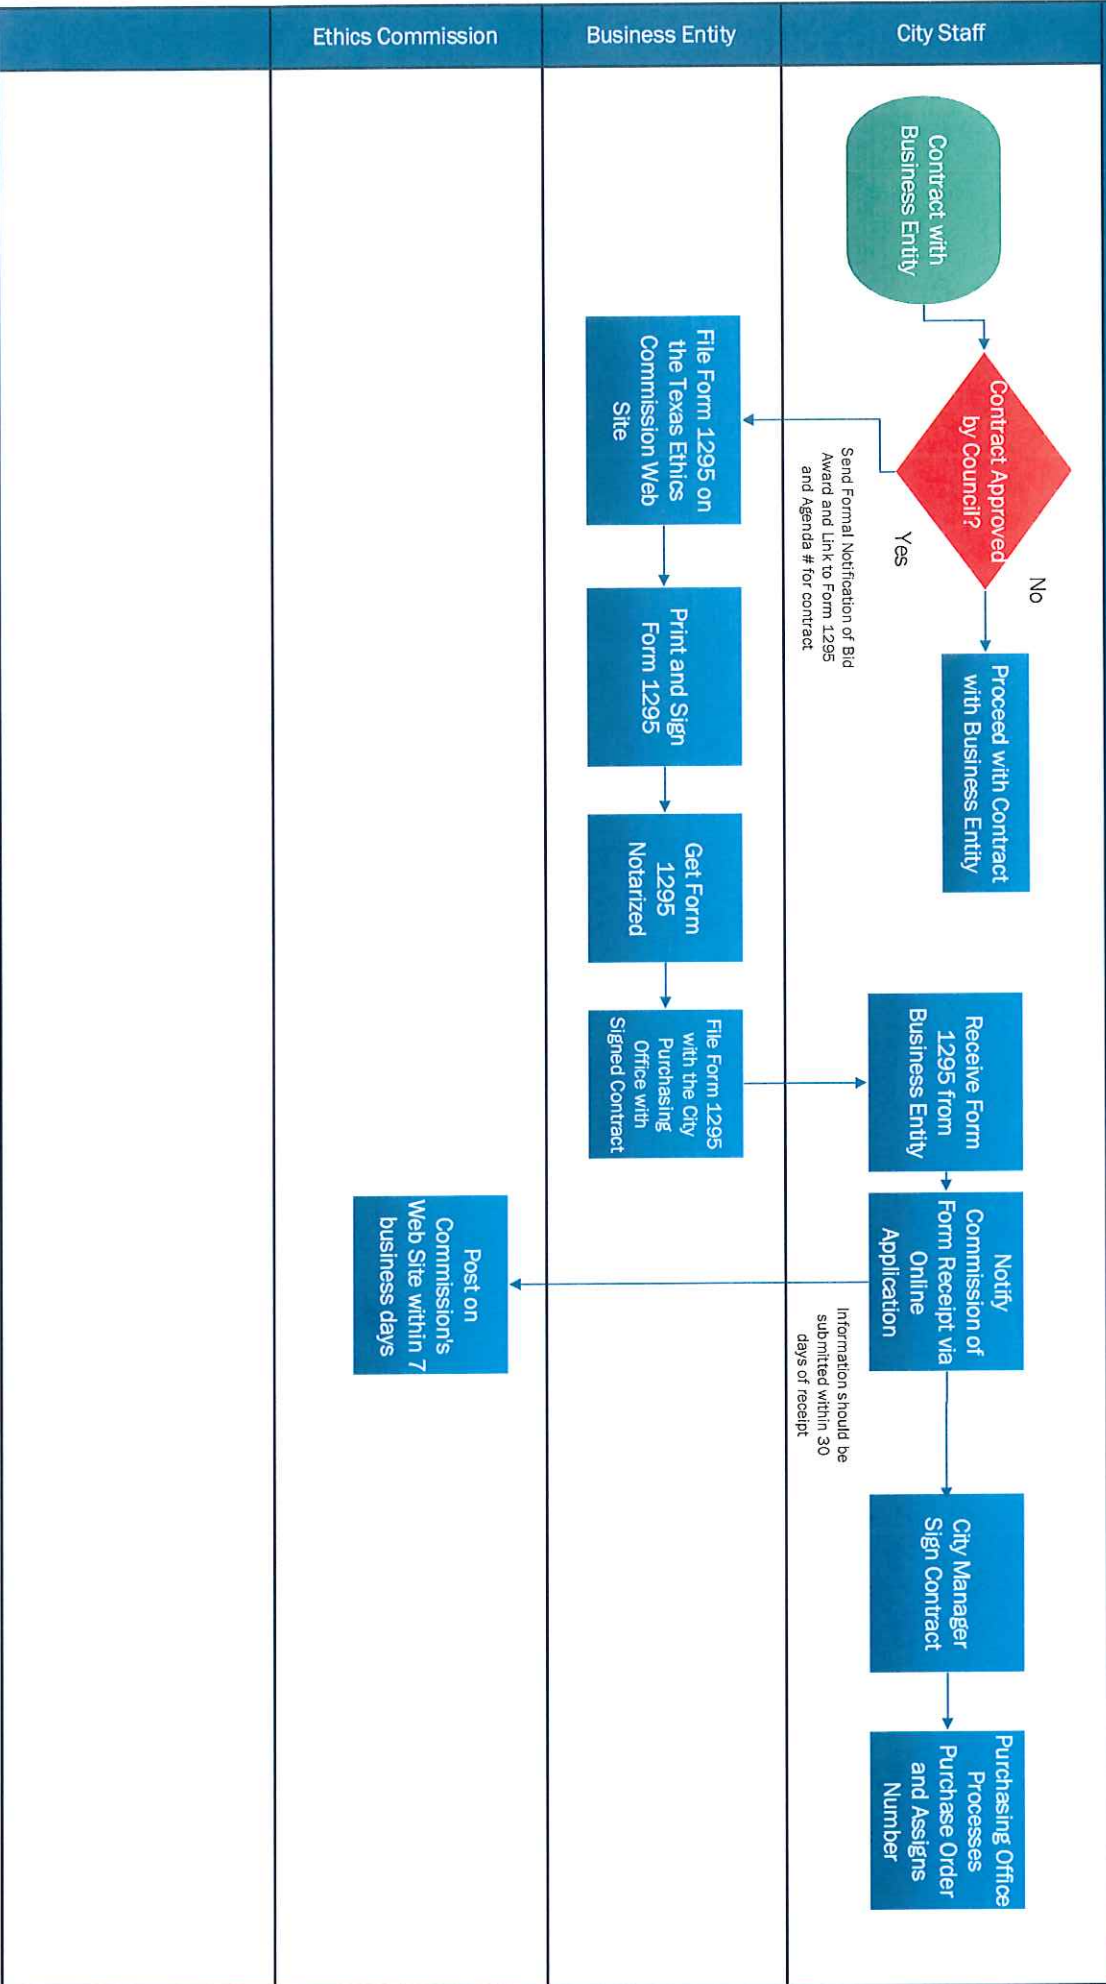 City Staff
Business Entity
Ethics Commission
Contract with
Business Entity
Contract Approved
by Council?
No
Yes
Proceed with Contract
with Business Entity
Send Formal Notification of Bid
Award and Link to Form 1295
and Agenda # for contract
File Form 1295 on
the Texas Ethics
Commission Web
Site
Print and Sign
Form 1295
Get Form
1295
Notarized
File Form 1295
with the City
Purchasing
Office with
Signed Contract
Receive Form
1295 from
Business Entity
Notify
Commission of
Form Receipt via
Online
Application
Information should be
submitted within 30
days of receipt
Post on
Commission's
Web Site within 7
business days
City Manager
Sign Contract
Purchasing Office
Processes
Purchase Order
and Assigns
Number